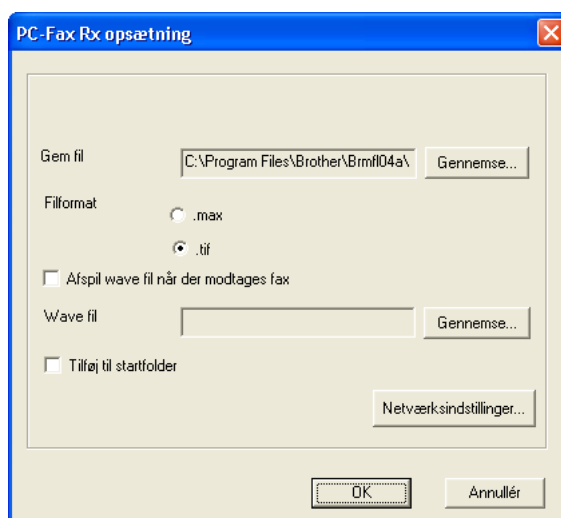 PC-Fax Rx opsætning
Gem fil
C:\Program Files\Brother\Brmfl04a\
Gennemse...
Filformat
.max
.tif
Afspil wave fil når der modtages fax
Wave fil
Gennemse...
Tilføj til startfolder
Netværksindstillinger...
OK
Annullér